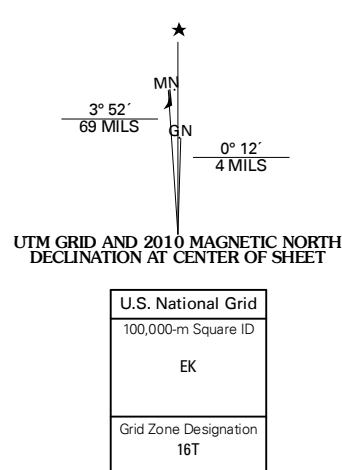 ★
MN
3° 52´
69 MILS
GN
0° 12´
4 MILS
UTM GRID AND 2010 MAGNETIC NORTH
DECLINATION AT CENTER OF SHEET
U.S. National Grid
100,000-m Square ID
EK
Grid Zone Designation
16T